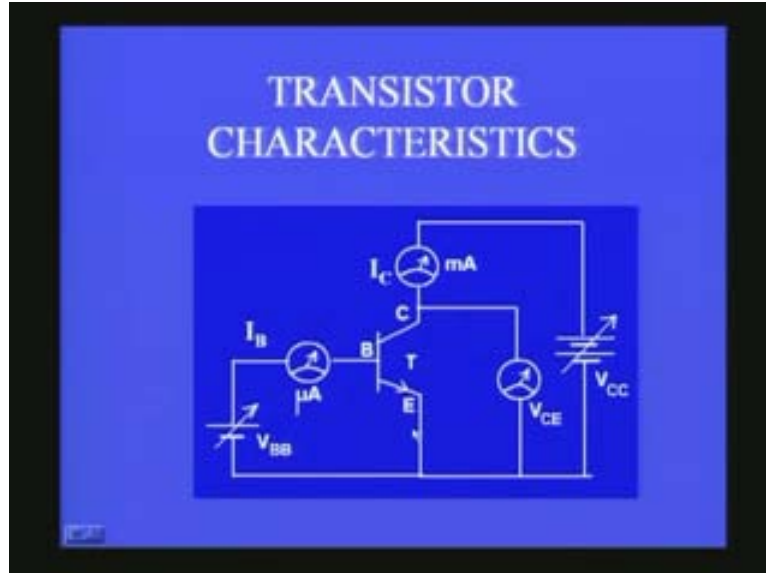 TRANSISTOR
CHARACTERISTICS
I_C mA
C
I_B
B
T
μA
E
V_BB
V_CE
V_CC